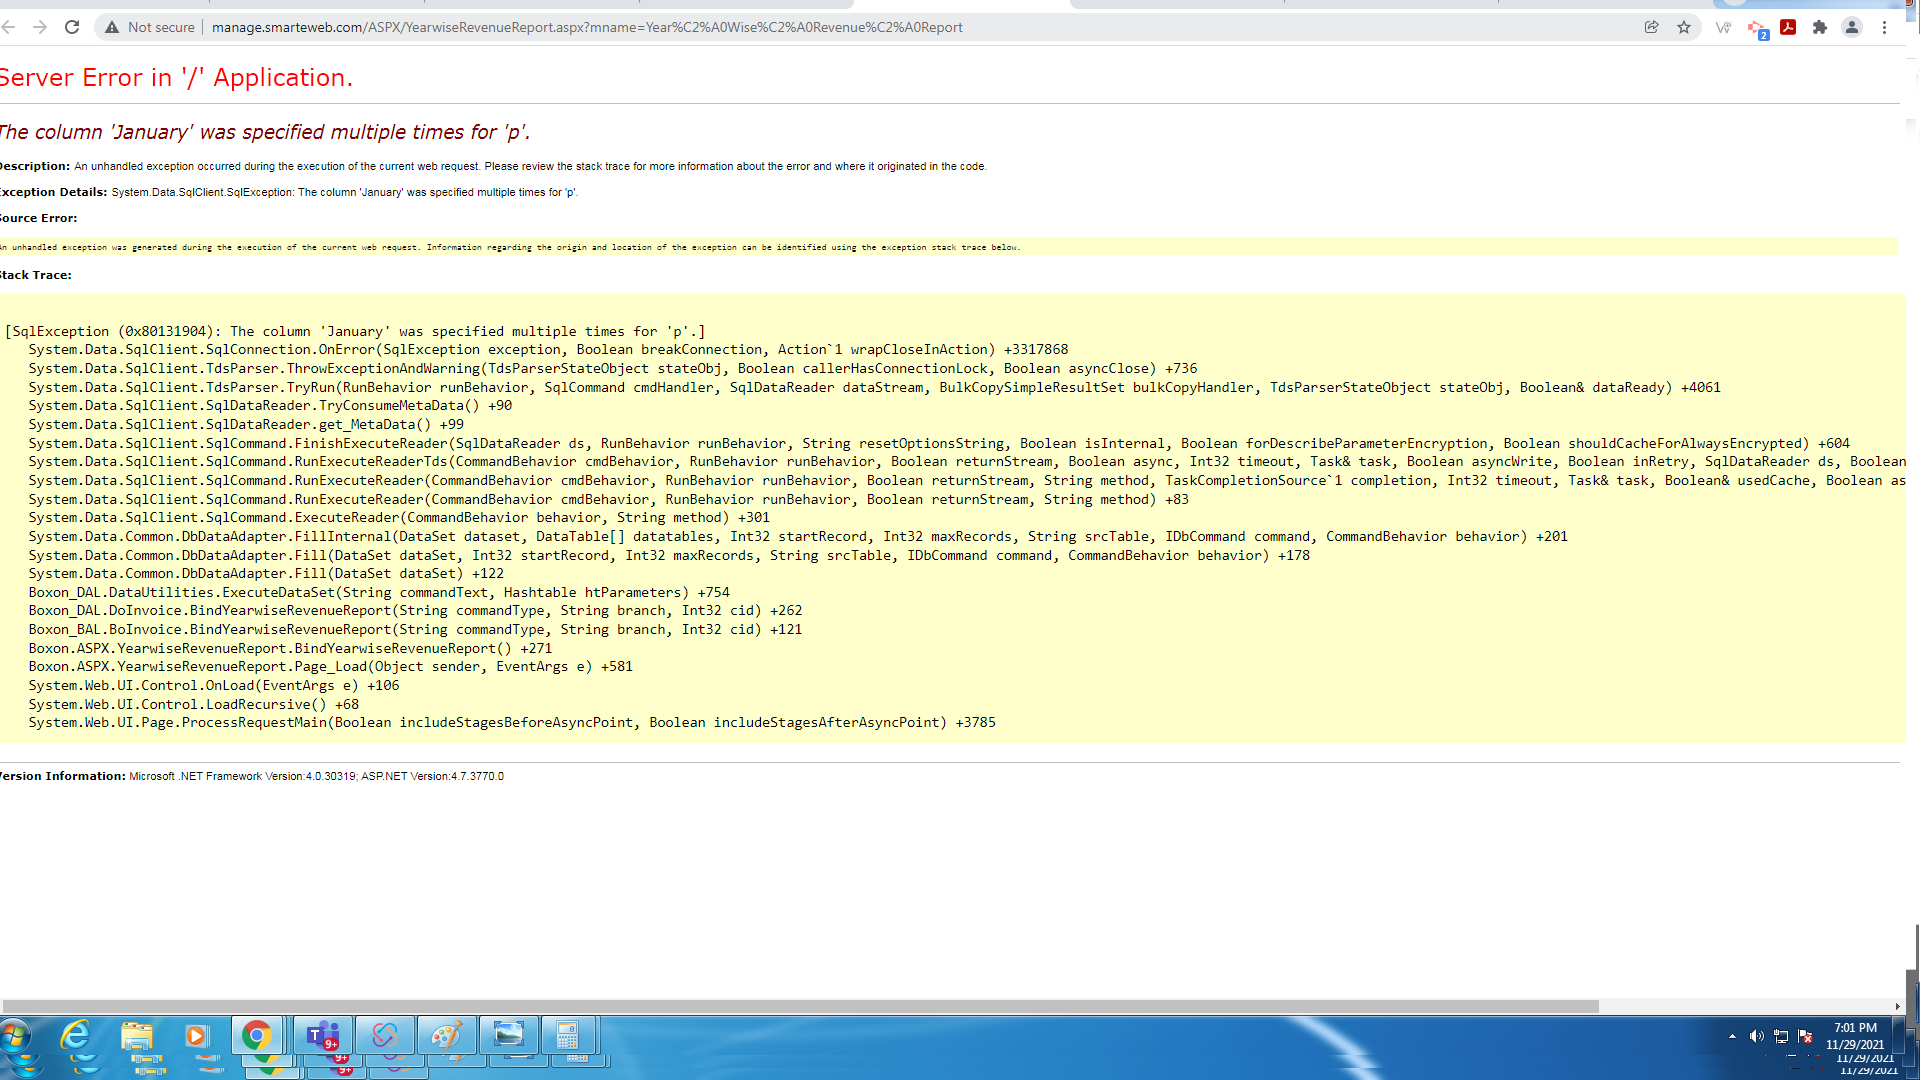 Not secure | manage.smarteweb.com/ASPX/YearwiseRevenueReport.aspx?mname=Year%C2%A0Wise%C2%A0Revenue%C2%A0Report
2
Server Error in '/' Application.
The column 'January' was specified multiple times for 'p'.
Description: An unhandled exception occurred during the execution of the current web request. Please review the stack trace for more information about the error and where it originated in the code.
Exception Details: System.Data.SqlClient.SqlException: The column 'January' was specified multiple times for 'p'.
Source Error:
An unhandled exception was generated during the execution of the current web request. Information regarding the origin and location of the exception can be identified using the exception stack trace below.
Stack Trace:
[SqlException (0x80131904): The column 'January' was specified multiple times for 'p'.]
System.Data.SqlClient.SqlConnection.OnError(SqlException exception, Boolean breakConnection, Action`1 wrapCloseInAction) +3317868
System.Data.SqlClient.TdsParser.ThrowExceptionAndWarning(TdsParserStateObject stateObj, Boolean callerHasConnectionLock, Boolean asyncClose) +736
System.Data.SqlClient.TdsParser.TryRun(RunBehavior runBehavior, SqlCommand cmdHandler, SqlDataReader dataStream, BulkCopySimpleResultSet bulkCopyHandler, TdsParserStateObject stateObj, Boolean& dataReady) +4061
System.Data.SqlClient.SqlDataReader.TryConsumeMetaData() +90
System.Data.SqlClient.SqlDataReader.get_MetaData() +99
System.Data.SqlClient.SqlCommand.FinishExecuteReader(SqlDataReader ds, RunBehavior runBehavior, String resetOptionsString, Boolean isInternal, Boolean forDescribeParameterEncryption, Boolean shouldCacheForAlwaysEncrypted) +604
System.Data.SqlClient.SqlCommand.RunExecuteReaderTds(CommandBehavior cmdBehavior, RunBehavior runBehavior, Boolean returnStream, Boolean async, Int32 timeout, Task& task, Boolean asyncWrite, Boolean inRetry, SqlDataReader ds, Boolean
System.Data.SqlClient.SqlCommand.RunExecuteReader(CommandBehavior cmdBehavior, RunBehavior runBehavior, Boolean returnStream, String method, TaskCompletionSource`1 completion, Int32 timeout, Task& task, Boolean& usedCache, Boolean as
System.Data.SqlClient.SqlCommand.RunExecuteReader(CommandBehavior cmdBehavior, RunBehavior runBehavior, Boolean returnStream, String method) +83
System.Data.SqlClient.SqlCommand.ExecuteReader(CommandBehavior behavior, String method) +301
System.Data.Common.DbDataAdapter.FillInternal(DataSet dataset, DataTable[] datatables, Int32 startRecord, Int32 maxRecords, String srcTable, IDbCommand command, CommandBehavior behavior) +201
System.Data.Common.DbDataAdapter.Fill(DataSet dataSet, Int32 startRecord, Int32 maxRecords, String srcTable, IDbCommand command, CommandBehavior behavior) +178
System.Data.Common.DbDataAdapter.Fill(DataSet dataSet) +122
Boxon_DAL.DataUtilities.ExecuteDataSet(String commandText, Hashtable htParameters) +754
Boxon_DAL.DoInvoice.BindYearwiseRevenueReport(String commandType, String branch, Int32 cid) +262
Boxon_BAL.BoInvoice.BindYearwiseRevenueReport(String commandType, String branch, Int32 cid) +121
Boxon.ASPX.YearwiseRevenueReport.BindYearwiseRevenueReport() +271
Boxon.ASPX.YearwiseRevenueReport.Page_Load(Object sender, EventArgs e) +581
System.Web.UI.Control.OnLoad(EventArgs e) +106
System.Web.UI.Control.LoadRecursive() +68
System.Web.UI.Page.ProcessRequestMain(Boolean includeStagesBeforeAsyncPoint, Boolean includeStagesAfterAsyncPoint) +3785
Version Information: Microsoft .NET Framework Version:4.0.30319; ASP.NET Version:4.7.3770.0
T 9+
7:01 PM
11/29/2021
9+
11/29/2021
9+
11/29/2021